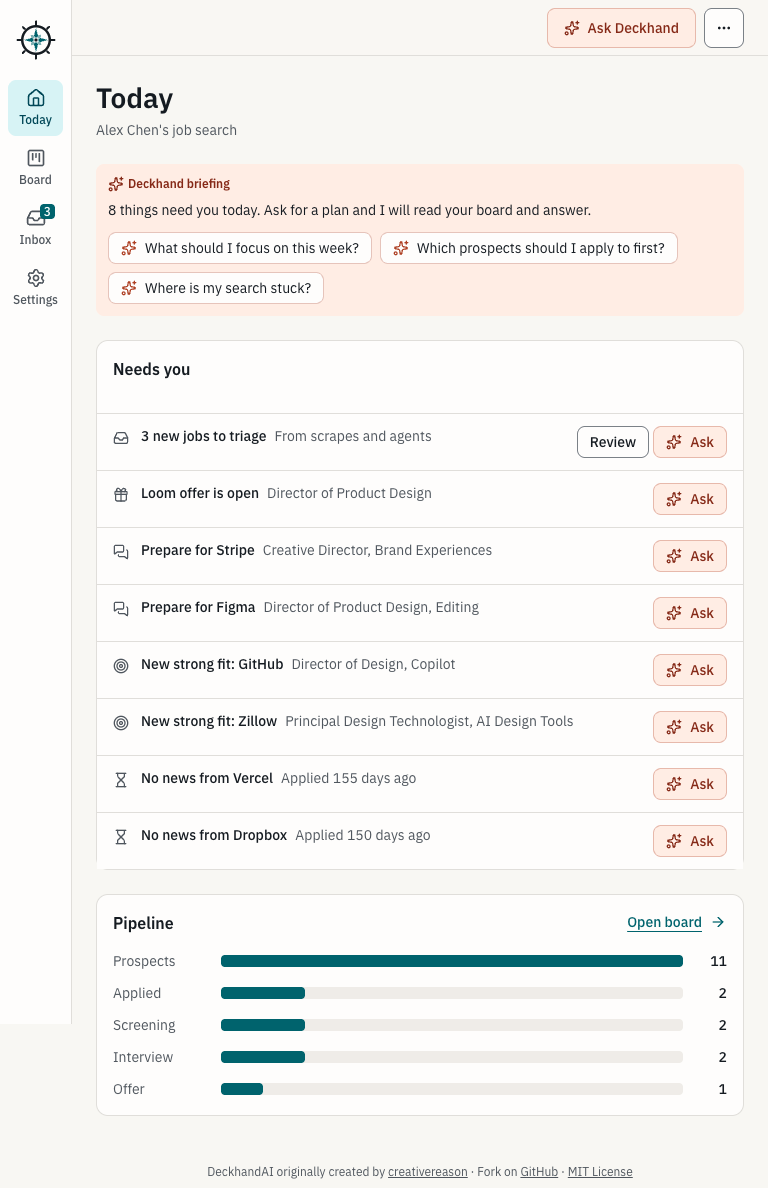 Ask Deckhand
Today
Board
3
Inbox
Settings
Today
Alex Chen's job search
Deckhand briefing
8 things need you today. Ask for a plan and I will read your board and answer.
What should I focus on this week?
Which prospects should I apply to first?
Where is my search stuck?
Needs you
3 new jobs to triage From scrapes and agents Review Ask
Loom offer is open Director of Product Design Ask
Prepare for Stripe Creative Director, Brand Experiences Ask
Prepare for Figma Director of Product Design, Editing Ask
New strong fit: GitHub Director of Design, Copilot Ask
New strong fit: Zillow Principal Design Technologist, AI Design Tools Ask
No news from Vercel Applied 155 days ago Ask
No news from Dropbox Applied 150 days ago Ask
Pipeline Open board
Prospects 11
Applied 2
Screening 2
Interview 2
Offer 1
DeckhandAI originally created by creativereason · Fork on GitHub · MIT License